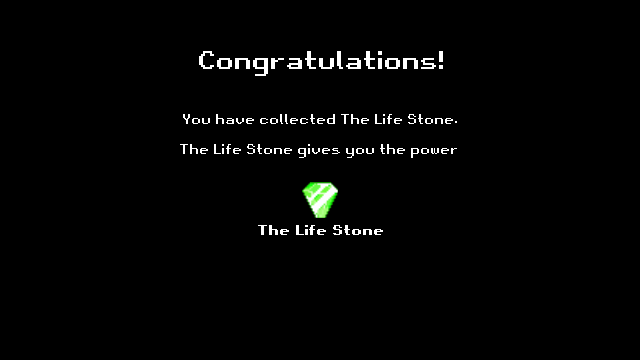 Congratulations!
You have collected The Life Stone.
The Life Stone gives you the power
The Life Stone